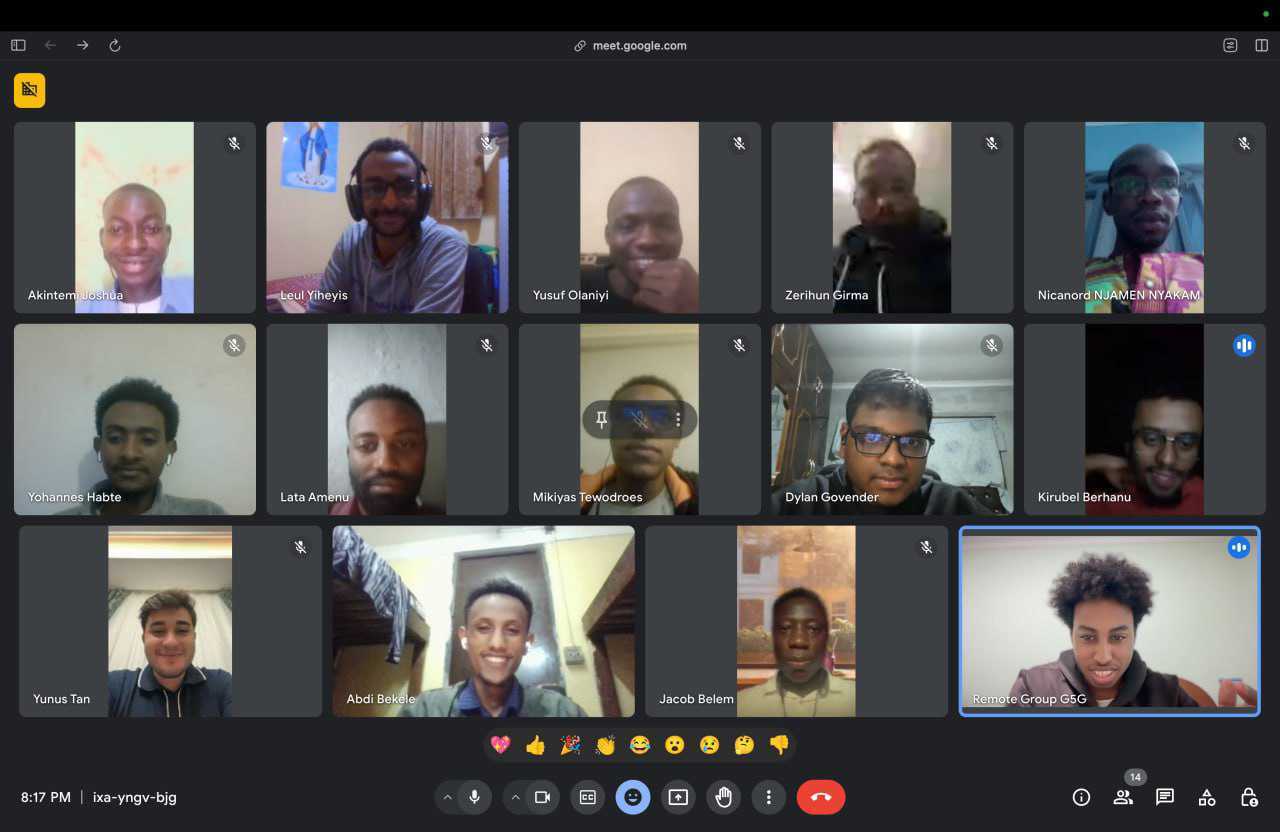 meet.google.com
Akintemi Joshua
Leul Yiheyis
Yusuf Olaniyi
Zerihun Girma
Nicanord NJAMEN NYAKAM
Yohannes Habte
Lata Amenu
Mikiyas Tewodroes
Dylan Govender
Kirubel Berhanu
Yunus Tan
Abdi Bekele
Jacob Belem
Remote Group G5G
8:17 PM | ixa-yngv-bjg
CC
14